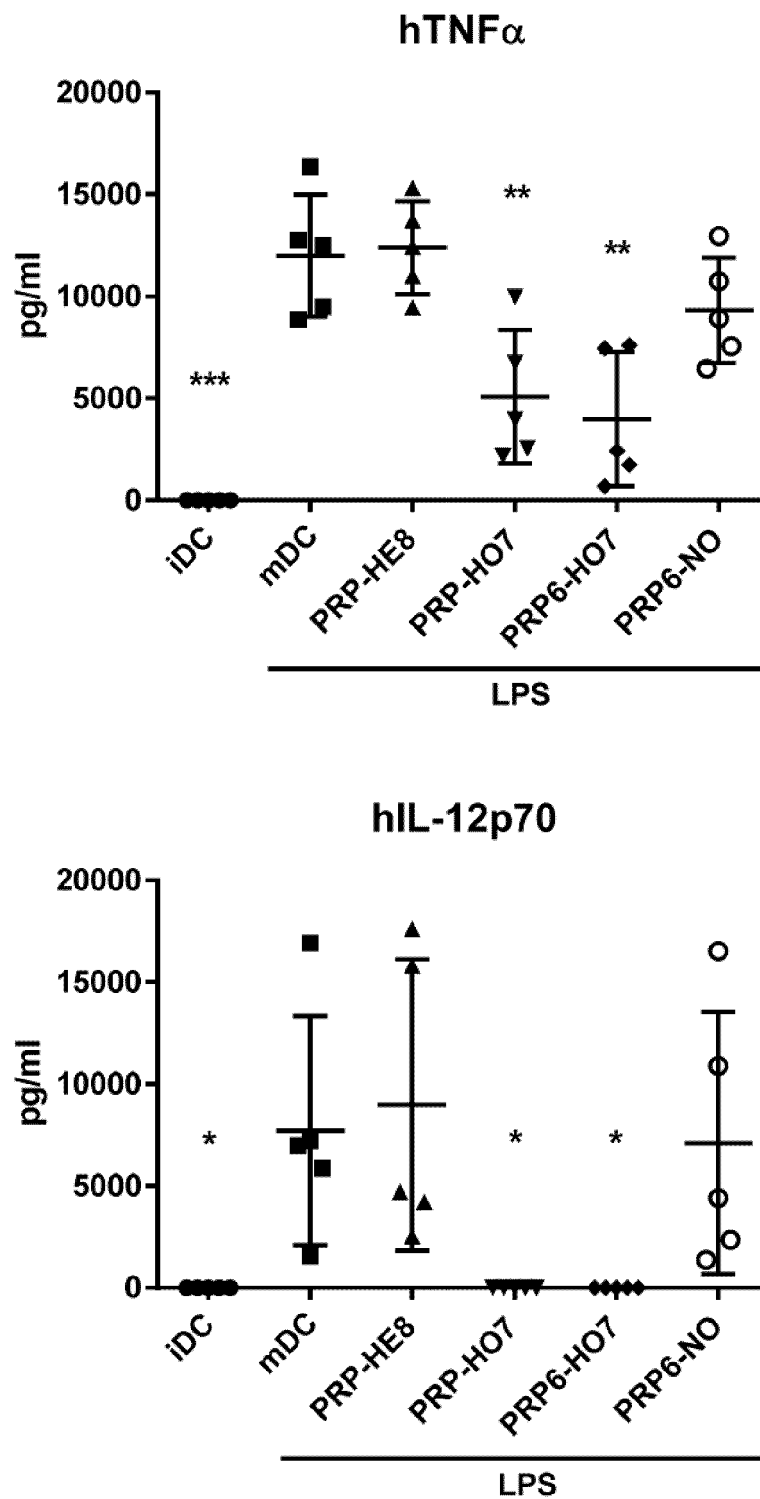 hTNFα
20000
15000
10000
5000
0
pg/ml
***
**
**
iDC
mDC
PRP-HE8
PRP-HO7
PRP6-HO7
PRP6-NO
LPS
hIL-12p70
20000
15000
10000
5000
0
pg/ml
*
*
*
iDC
mDC
PRP-HE8
PRP-HO7
PRP6-HO7
PRP6-NO
LPS